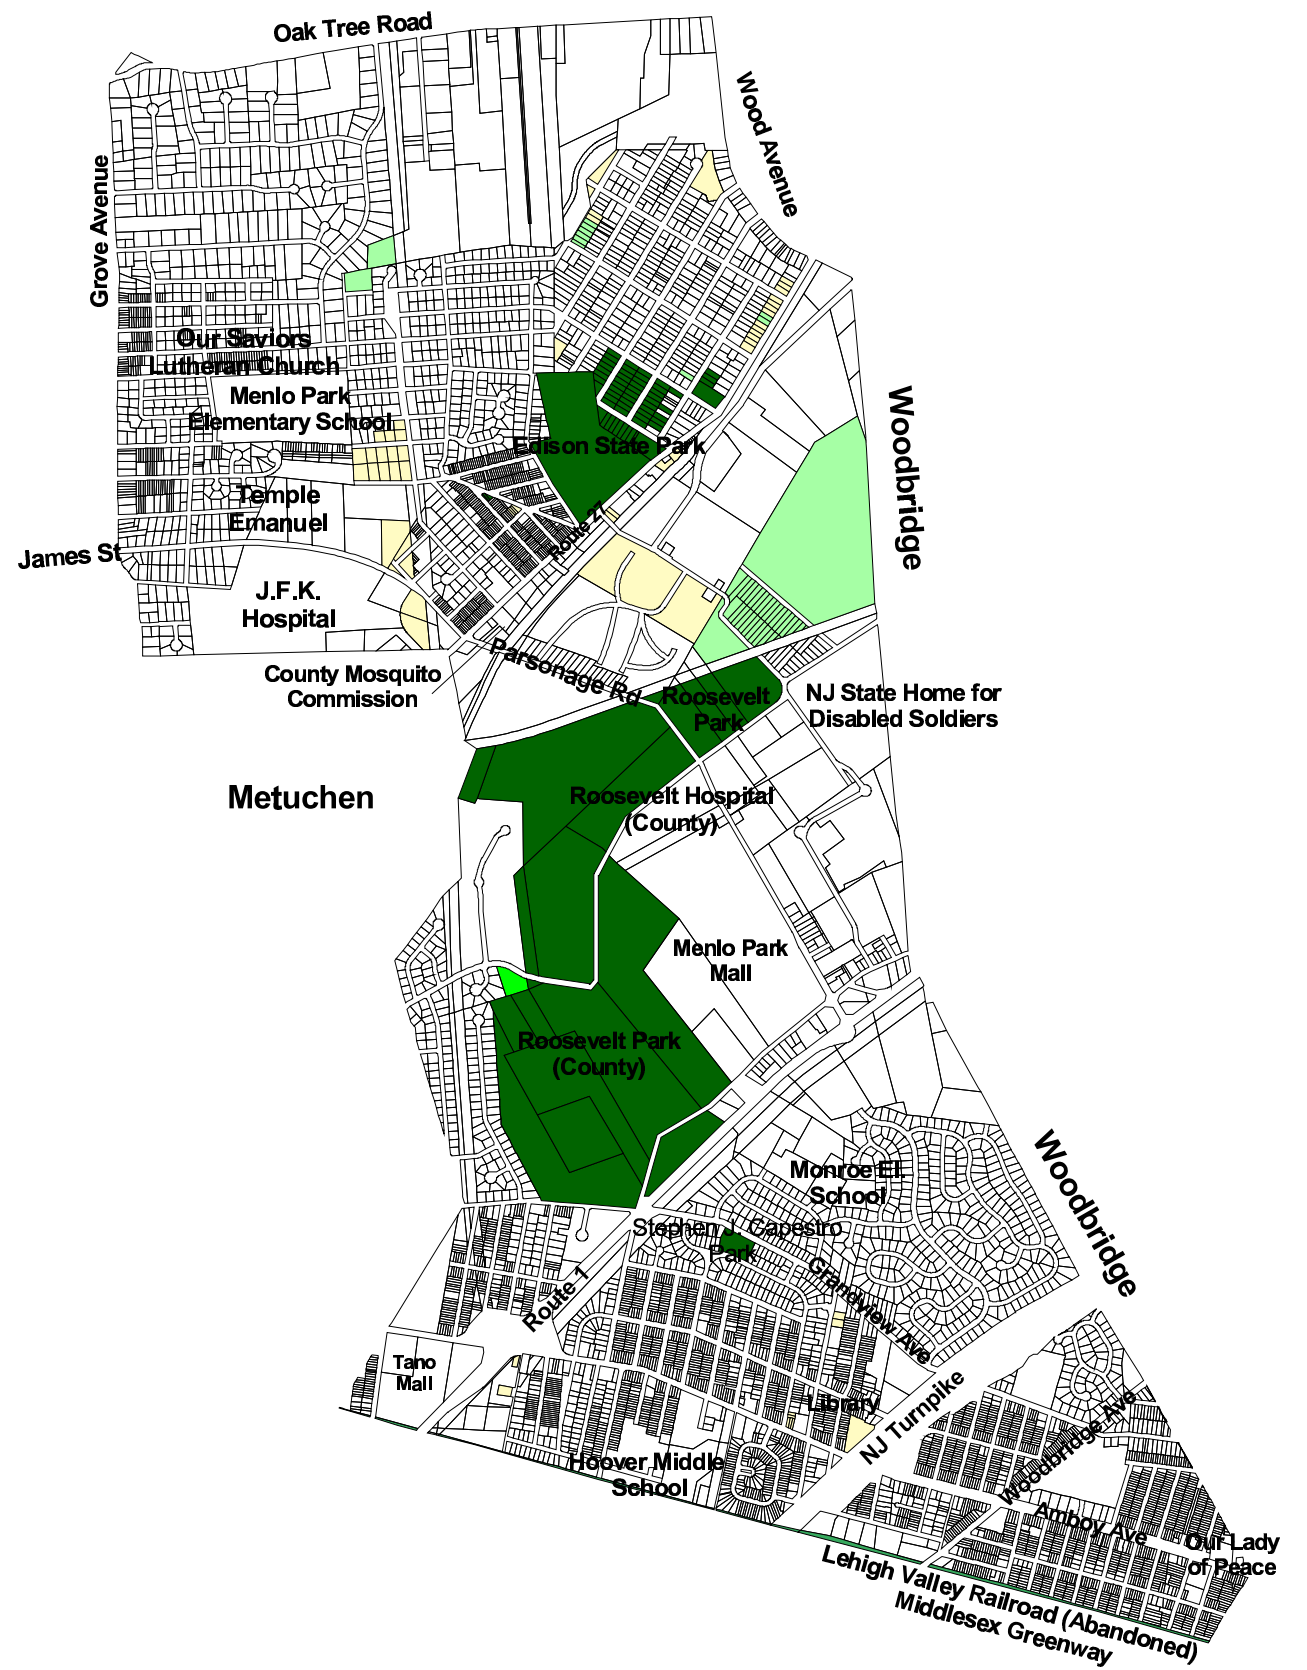 Oak Tree Road
Wood Avenue
Grove Avenue
Our Saviors
Lutheran Church
Menlo Park
Elementary School
Edison State Park
Woodbridge
Temple
Emanuel
Route 27
James St
J.F.K.
Hospital
Parsonage Rd
County Mosquito
Commission
Roosevelt
Park
NJ State Home for
Disabled Soldiers
Metuchen
Roosevelt Hospital
(County)
Menlo Park
Mall
Roosevelt Park
(County)
Monroe El.
School
Woodbridge
Stephen J. Capestro
Park
Grandview Ave
Route 1
Tano
Mall
Library
NJ Turnpike
Woodbridge Ave
Hoover Middle
School
Amboy Ave
Our Lady
of Peace
Lehigh Valley Railroad (Abandoned)
Middlesex Greenway